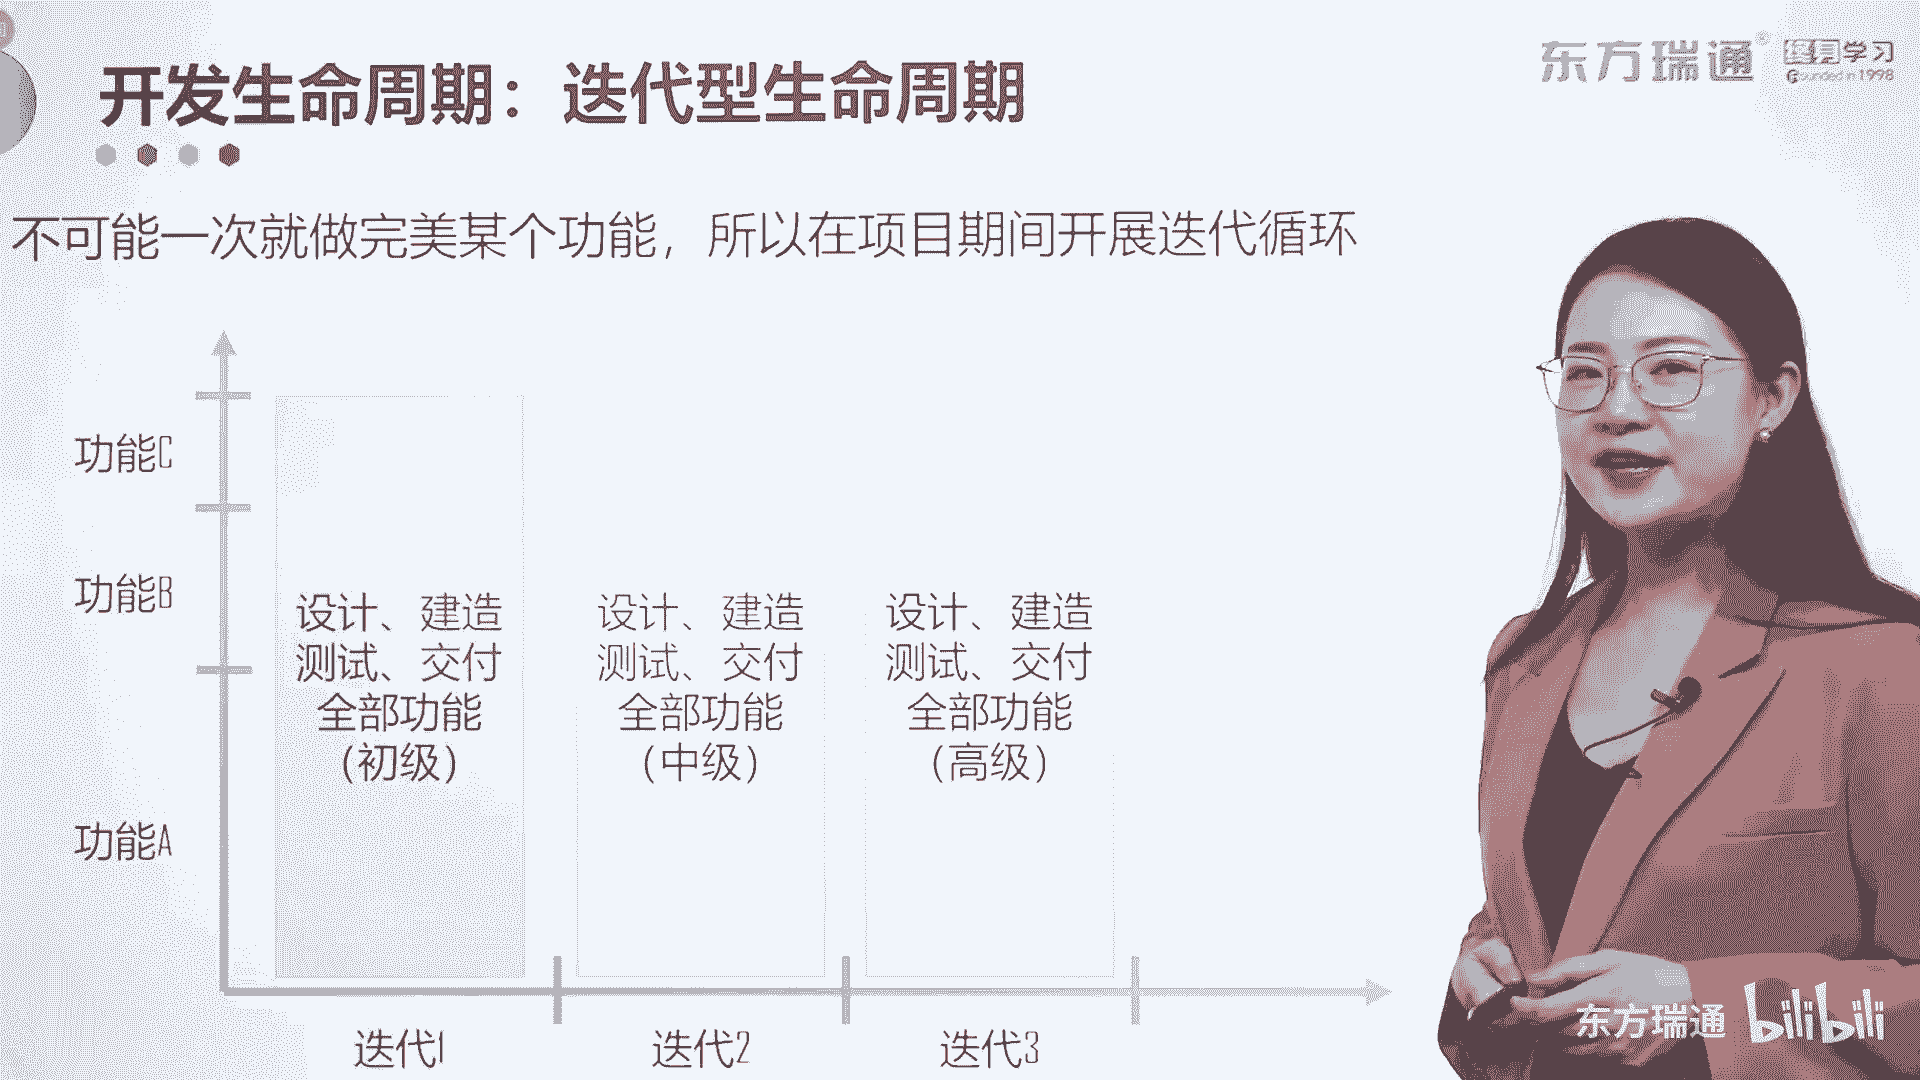 东方瑞通®
终身学习
Founded in 1998
开发生命周期：迭代型生命周期
不可能一次就做完美某个功能，所以在项目期间开展迭代循环
功能C
功能B
功能A
设计、建造
测试、交付
全部功能
（初级）
设计、建造
测试、交付
全部功能
（中级）
设计、建造
测试、交付
全部功能
（高级）
迭代1
迭代2
迭代3
东方瑞通 bilibili